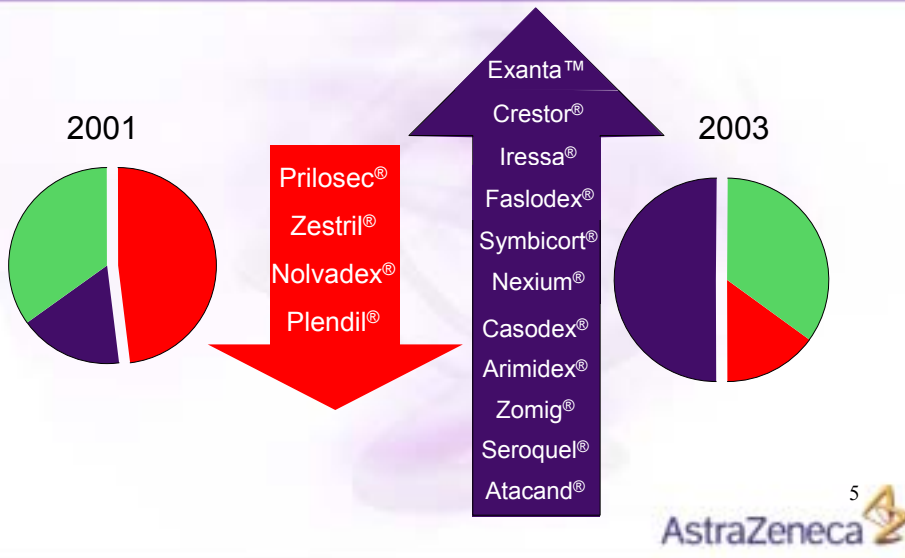 2001
Prilosec®
Zestril®
Nolvadex®
Plendil®
Exanta™
Crestor®
Iressa®
Faslodex®
Symbicort®
Nexium®
Casodex®
Arimidex®
Zomig®
Seroquel®
Atacand®
2003
5
AstraZeneca